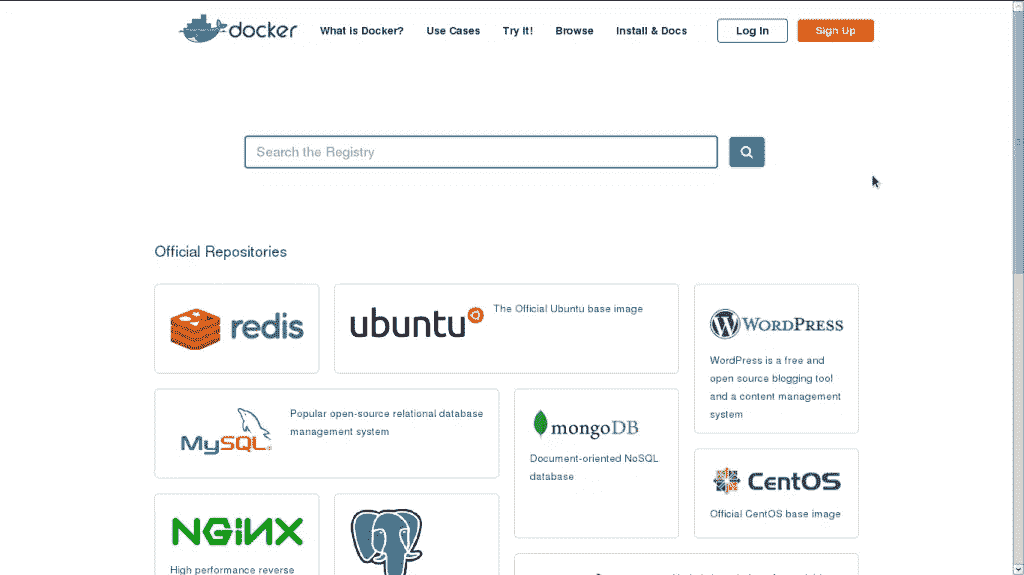 docker What is Docker? Use Cases Try It! Browse Install & Docs Log In Sign Up
Search the Registry
Official Repositories
redis
ubuntu
The Official Ubuntu base image
WORDPRESS
WordPress is a free and
open source blogging tool
and a content management
system
MySQL
Popular open-source relational database
management system
mongoDB
Document-oriented NoSQL
database
CentOS
Official CentOS base image
NGINX
High performance reverse